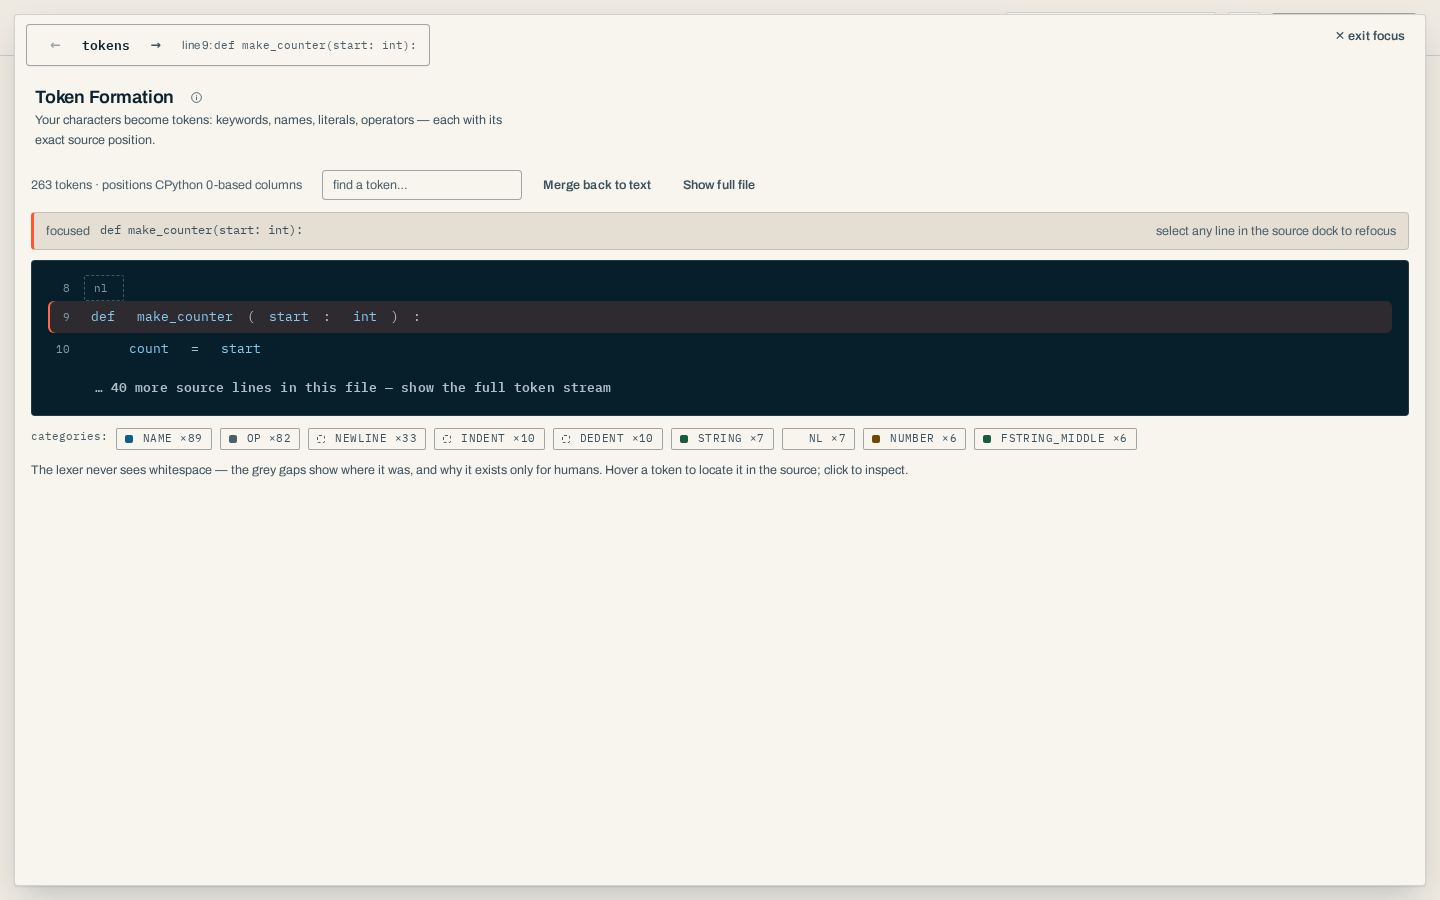 ← tokens → line 9: def make_counter(start: int):
✕ exit focus
Token Formation
Your characters become tokens: keywords, names, literals, operators — each with its
exact source position.
263 tokens · positions CPython 0-based columns
find a token...
Merge back to text
Show full file
focused def make_counter(start: int):
select any line in the source dock to refocus
8 nl
9 def make_counter ( start : int ) :
10 count = start
… 40 more source lines in this file — show the full token stream
categories: NAME ×89 OP ×82 NEWLINE ×33 INDENT ×10 DEDENT ×10 STRING ×7 NL ×7 NUMBER ×6 FSTRING_MIDDLE ×6
The lexer never sees whitespace — the grey gaps show where it was, and why it exists only for humans. Hover a token to locate it in the source; click to inspect.